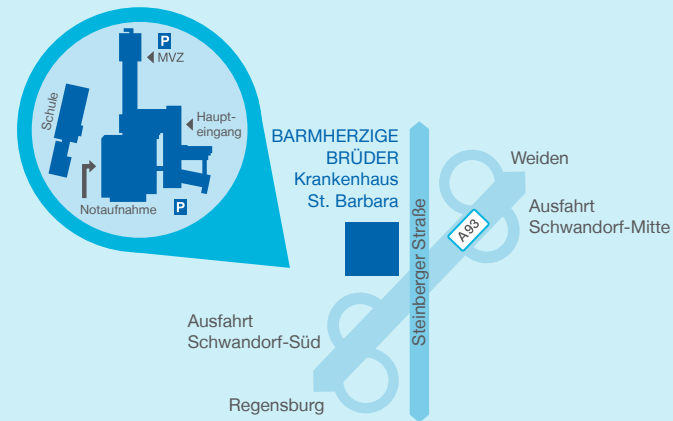 P
MVZ
Schule
Haupt-
eingang
Notaufnahme
P
BARMHERZIGE
BRÜDER
Krankenhaus
St. Barbara
Steinberger Straße
Weiden
Ausfahrt
Schwandorf-Mitte
A93
Ausfahrt
Schwandorf-Süd
Regensburg